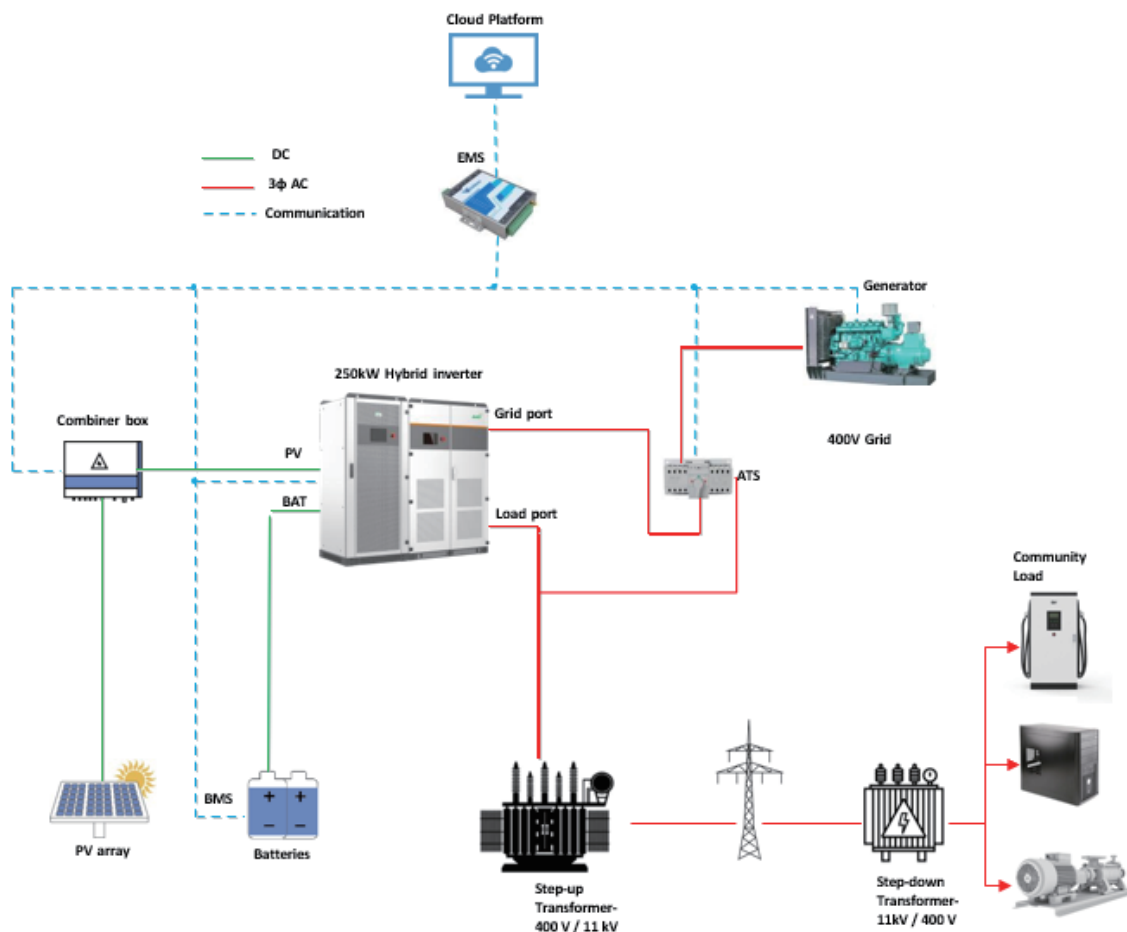 Cloud Platform
DC
3ϕ AC
Communication
EMS
Generator
250kW Hybrid inverter
Combiner box
Grid port
400V Grid
PV
ATS
BAT
Load port
Community
Load
BMS
PV array
Batteries
Step-up
Transformer-
400 V / 11 kV
Step-down
Transformer-
11kV / 400 V